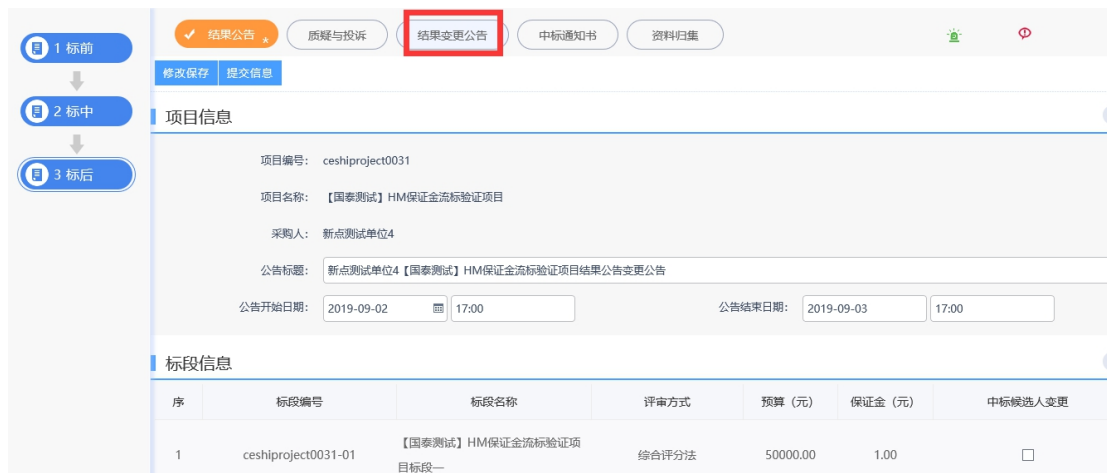 1 标前
2 标中
3 标后
结果公告 *
质疑与投诉
结果变更公告
中标通知书
资料归集
修改保存
提交信息
项目信息
项目编号: ceshiproject0031
项目名称: 【国泰测试】HM保证金流标验证项目
采购人: 新点测试单位4
公告标题: 新点测试单位4【国泰测试】HM保证金流标验证项目结果公告变更公告
公告开始日期: 2019-09-02 17:00 公告结束日期: 2019-09-03 17:00
标段信息
序 标段编号 标段名称 评审方式 预算（元） 保证金（元） 中标候选人变更
1 ceshiproject0031-01 【国泰测试】HM保证金流标验证项 综合评分法 50000.00 1.00
目标段一